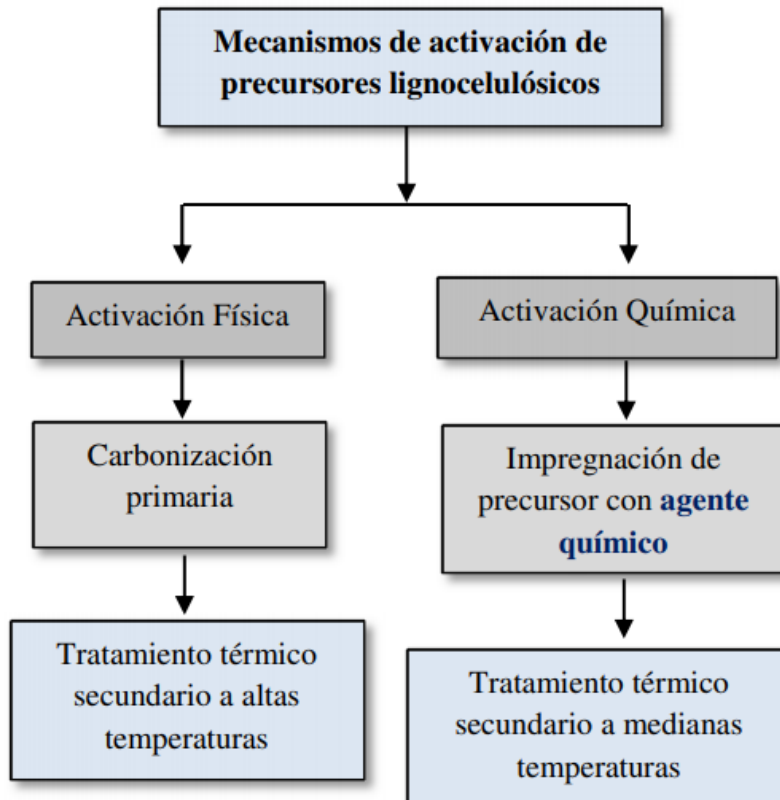 Mecanismos de activación de
precursores lignocelulósicos
Activación Física
Activación Química
Carbonización
primaria
Impregnación de
precursor con agente
químico
Tratamiento térmico
secundario a altas
temperaturas
Tratamiento térmico
secundario a medianas
temperaturas